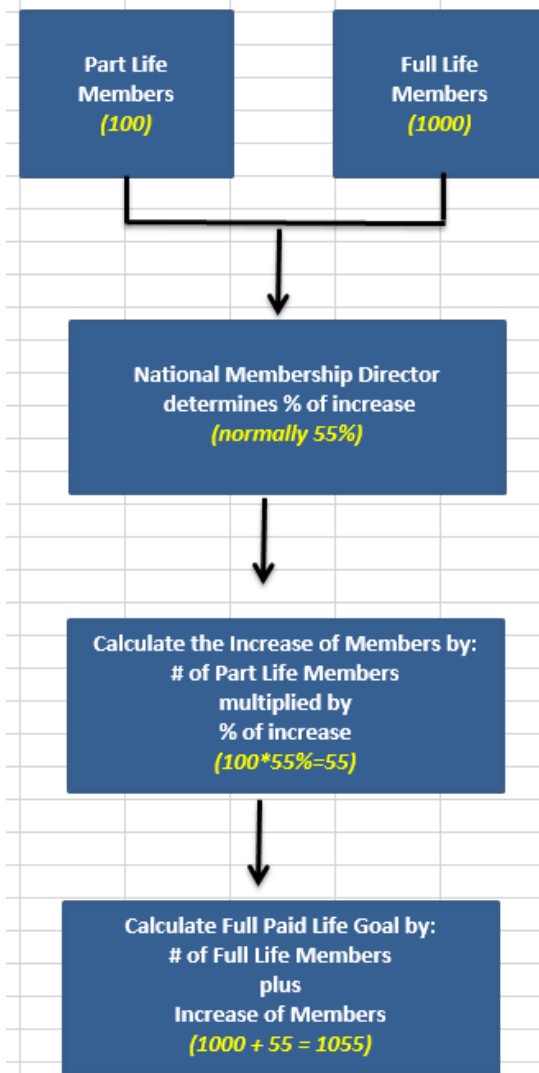 Part Life
Members
(100)
Full Life
Members
(1000)
National Membership Director
determines % of increase
(normally 55%)
Calculate the Increase of Members by:
# of Part Life Members
multiplied by
% of increase
(100*55%=55)
Calculate Full Paid Life Goal by:
# of Full Life Members
plus
Increase of Members
(1000 + 55 = 1055)